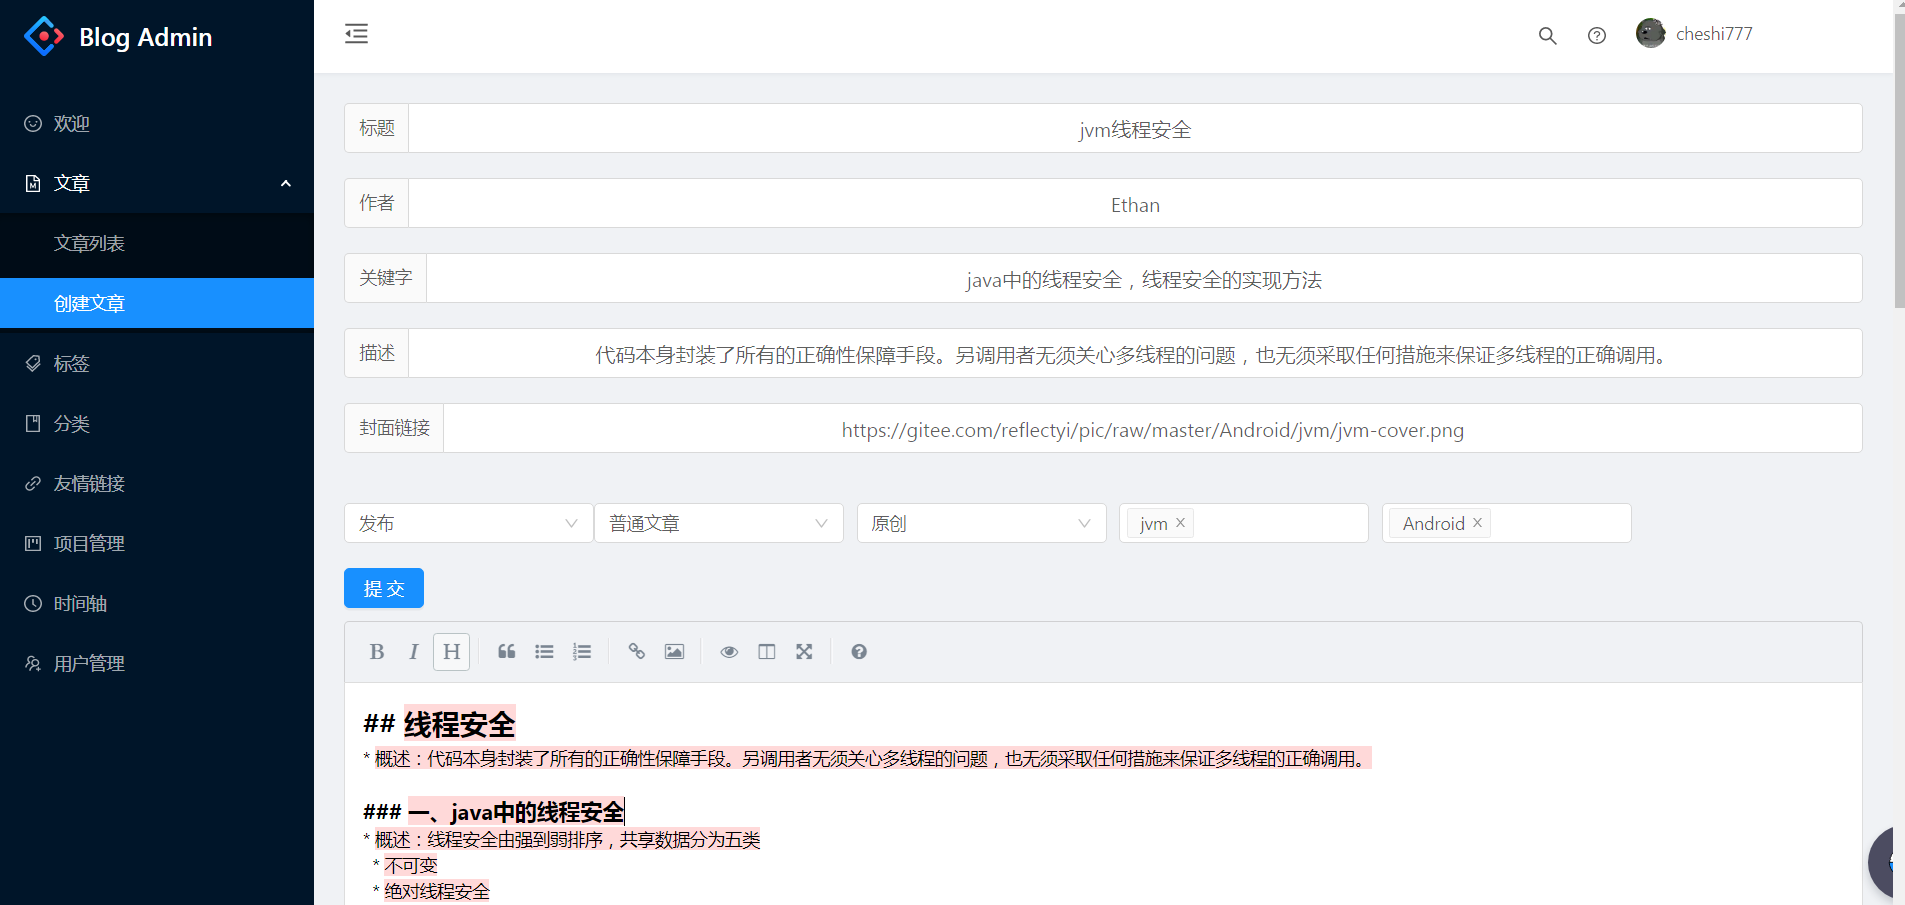 Blog Admin
cheshi777
欢迎
文章
文章列表
创建文章
标签
分类
友情链接
项目管理
时间轴
用户管理
标题 jvm线程安全
作者 Ethan
关键字 java中的线程安全，线程安全的实现方法
描述 代码本身封装了所有的正确性保障手段。另调用者无须关心多线程的问题，也无须采取任何措施来保证多线程的正确调用。
封面链接 https://gitee.com/reflectyi/pic/raw/master/Android/jvm/jvm-cover.png
发布 普通文章 原创 jvm × Android ×
提 交
B I H
## 线程安全
* 概述：代码本身封装了所有的正确性保障手段。另调用者无须关心多线程的问题，也无须采取任何措施来保证多线程的正确调用。
### 一、java中的线程安全
* 概述：线程安全由强到弱排序，共享数据分为五类
* 不可变
* 绝对线程安全